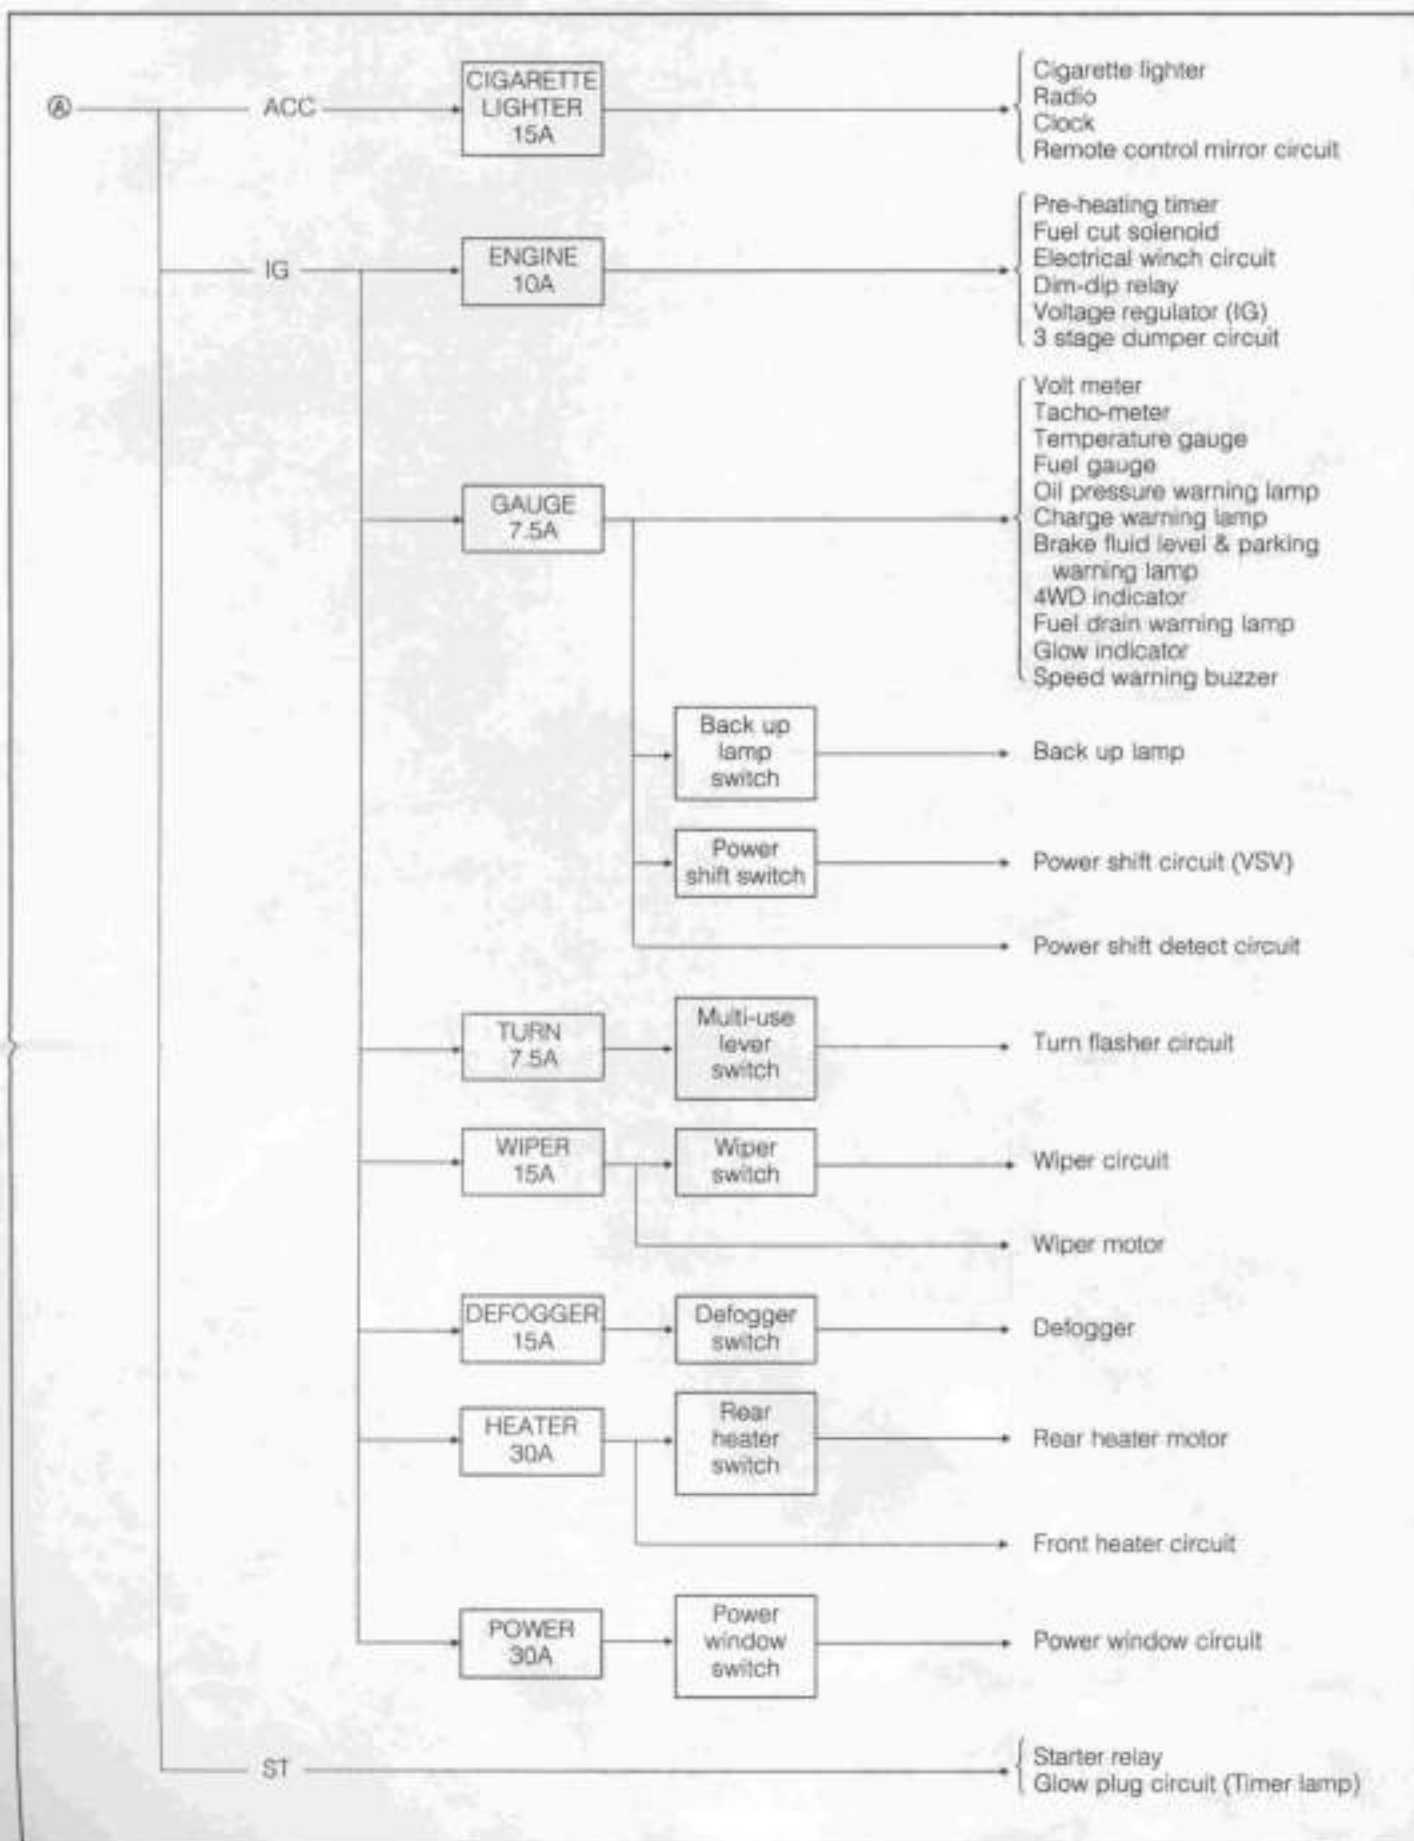 Ⓐ
ACC
CIGARETTE
LIGHTER
15A
Cigarette lighter
Radio
Clock
Remote control mirror circuit
IG
ENGINE
10A
Pre-heating timer
Fuel cut solenoid
Electrical winch circuit
Dim-dip relay
Voltage regulator (IG)
3 stage dumper circuit
GAUGE
7.5A
Volt meter
Tacho-meter
Temperature gauge
Fuel gauge
Oil pressure warning lamp
Charge warning lamp
Brake fluid level & parking
warning lamp
4WD indicator
Fuel drain warning lamp
Glow indicator
Speed warning buzzer
Back up
lamp
switch
Back up lamp
Power
shift switch
Power shift circuit (VSV)
Power shift detect circuit
TURN
7.5A
Multi-use
lever
switch
Turn flasher circuit
WIPER
15A
Wiper
switch
Wiper circuit
Wiper motor
DEFOGGER
15A
Defogger
switch
Defogger
HEATER
30A
Rear
heater
switch
Rear heater motor
Front heater circuit
POWER
30A
Power
window
switch
Power window circuit
ST
Starter relay
Glow plug circuit (Timer lamp)